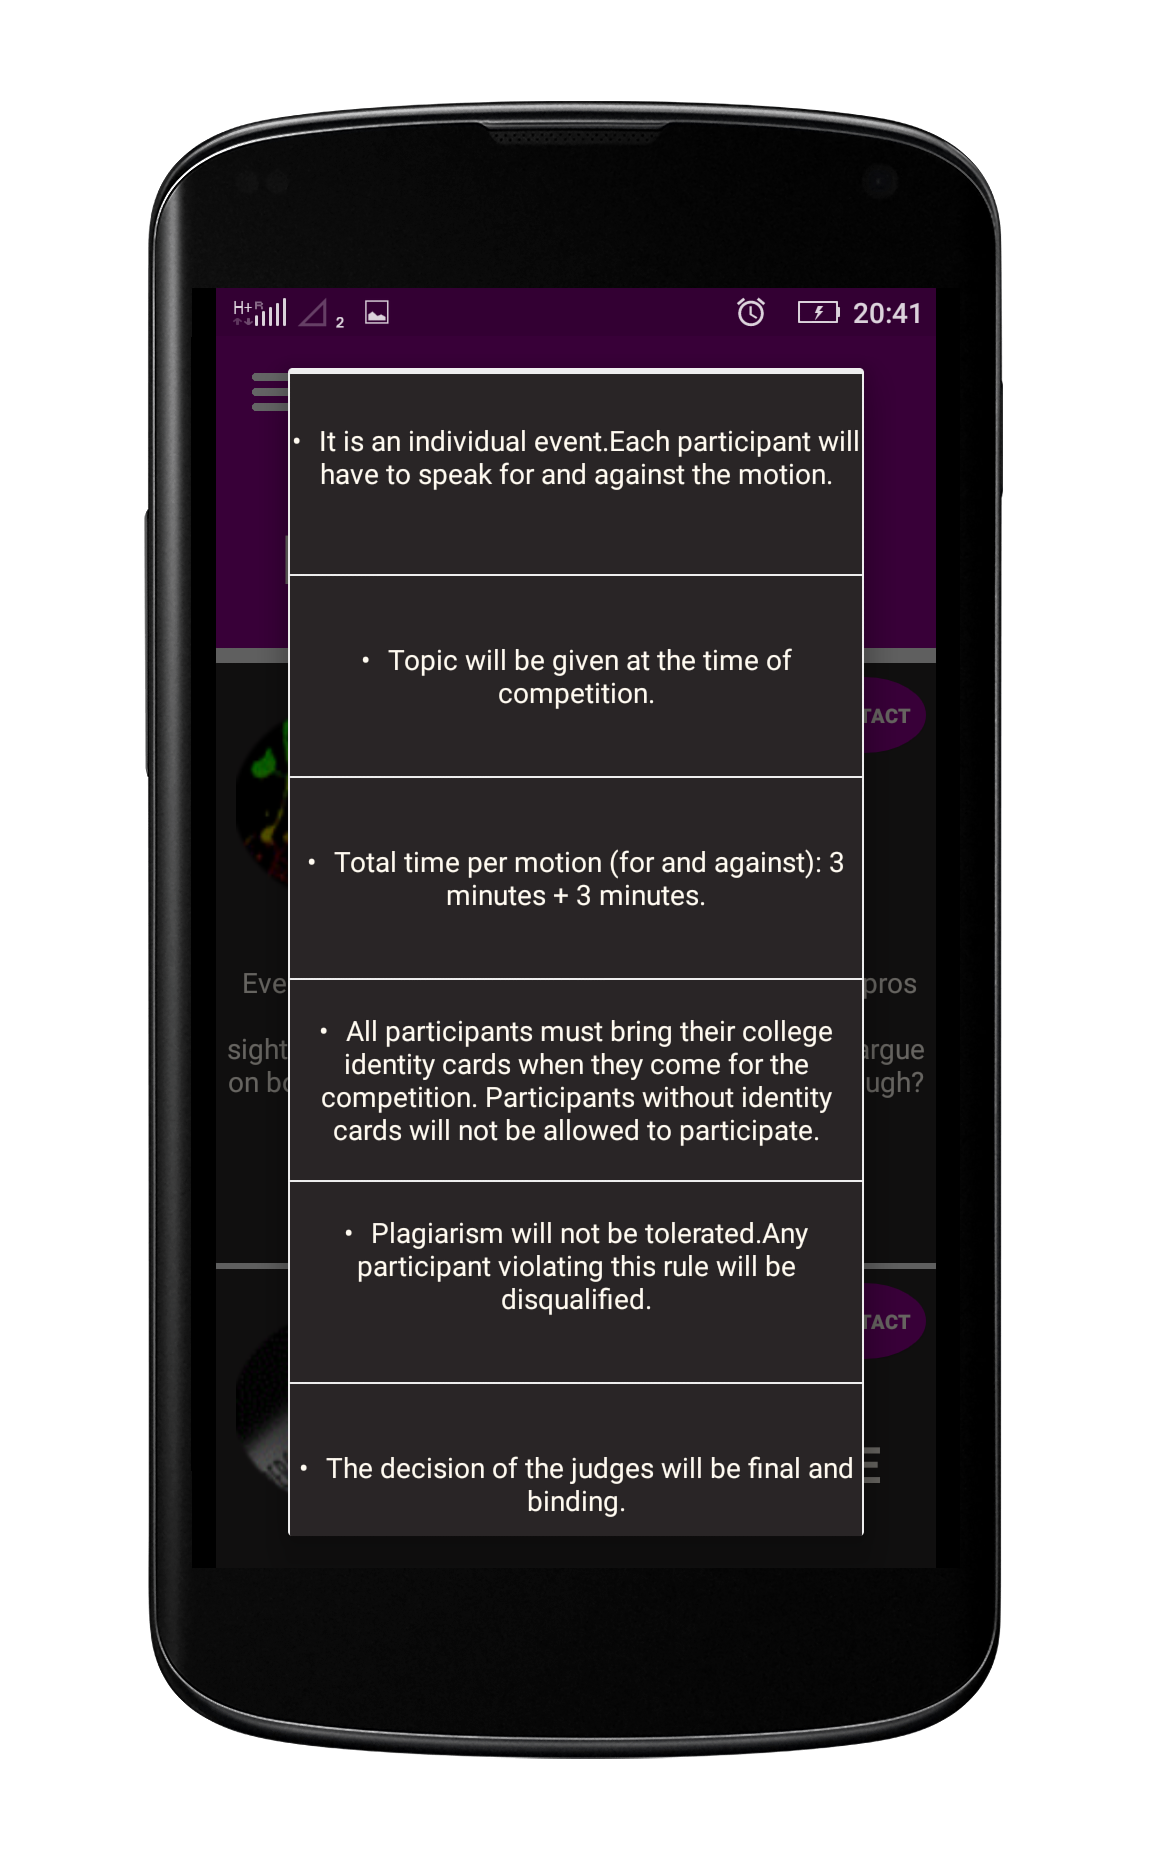 H+ R
2
20:41
• It is an individual event.Each participant will
have to speak for and against the motion.
• Topic will be given at the time of
competition.
TACT
• Total time per motion (for and against): 3
minutes + 3 minutes.
Eve
pros
sight
argue
on bo
ugh?
• All participants must bring their college
identity cards when they come for the
competition. Participants without identity
cards will not be allowed to participate.
• Plagiarism will not be tolerated.Any
participant violating this rule will be
disqualified.
TACT
• The decision of the judges will be final and
binding.
E